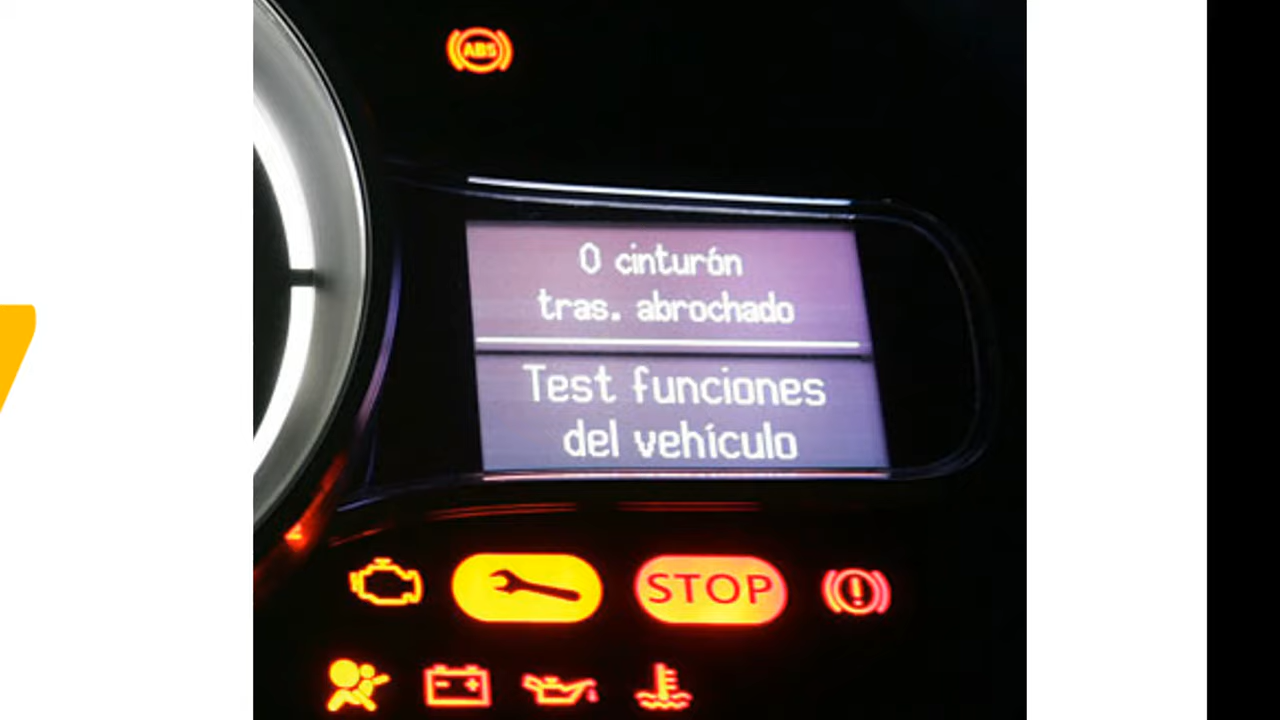 ABS
0 cinturón
tras. abrochado
Test funciones
del vehículo
STOP